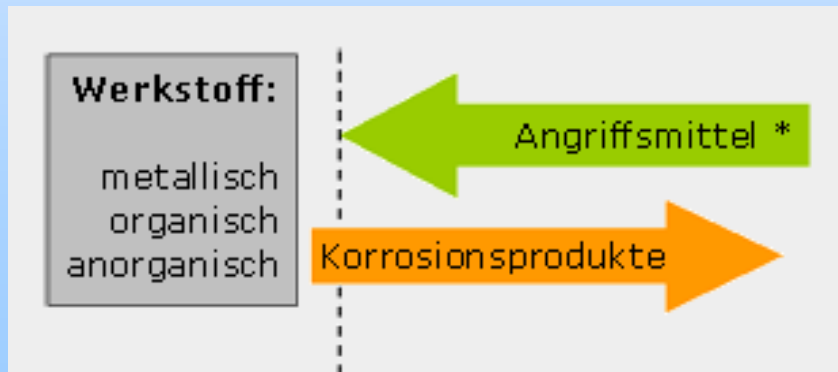 Werkstoff:
metallisch
organisch
anorganisch
Angriffsmittel *
Korrosionsprodukte